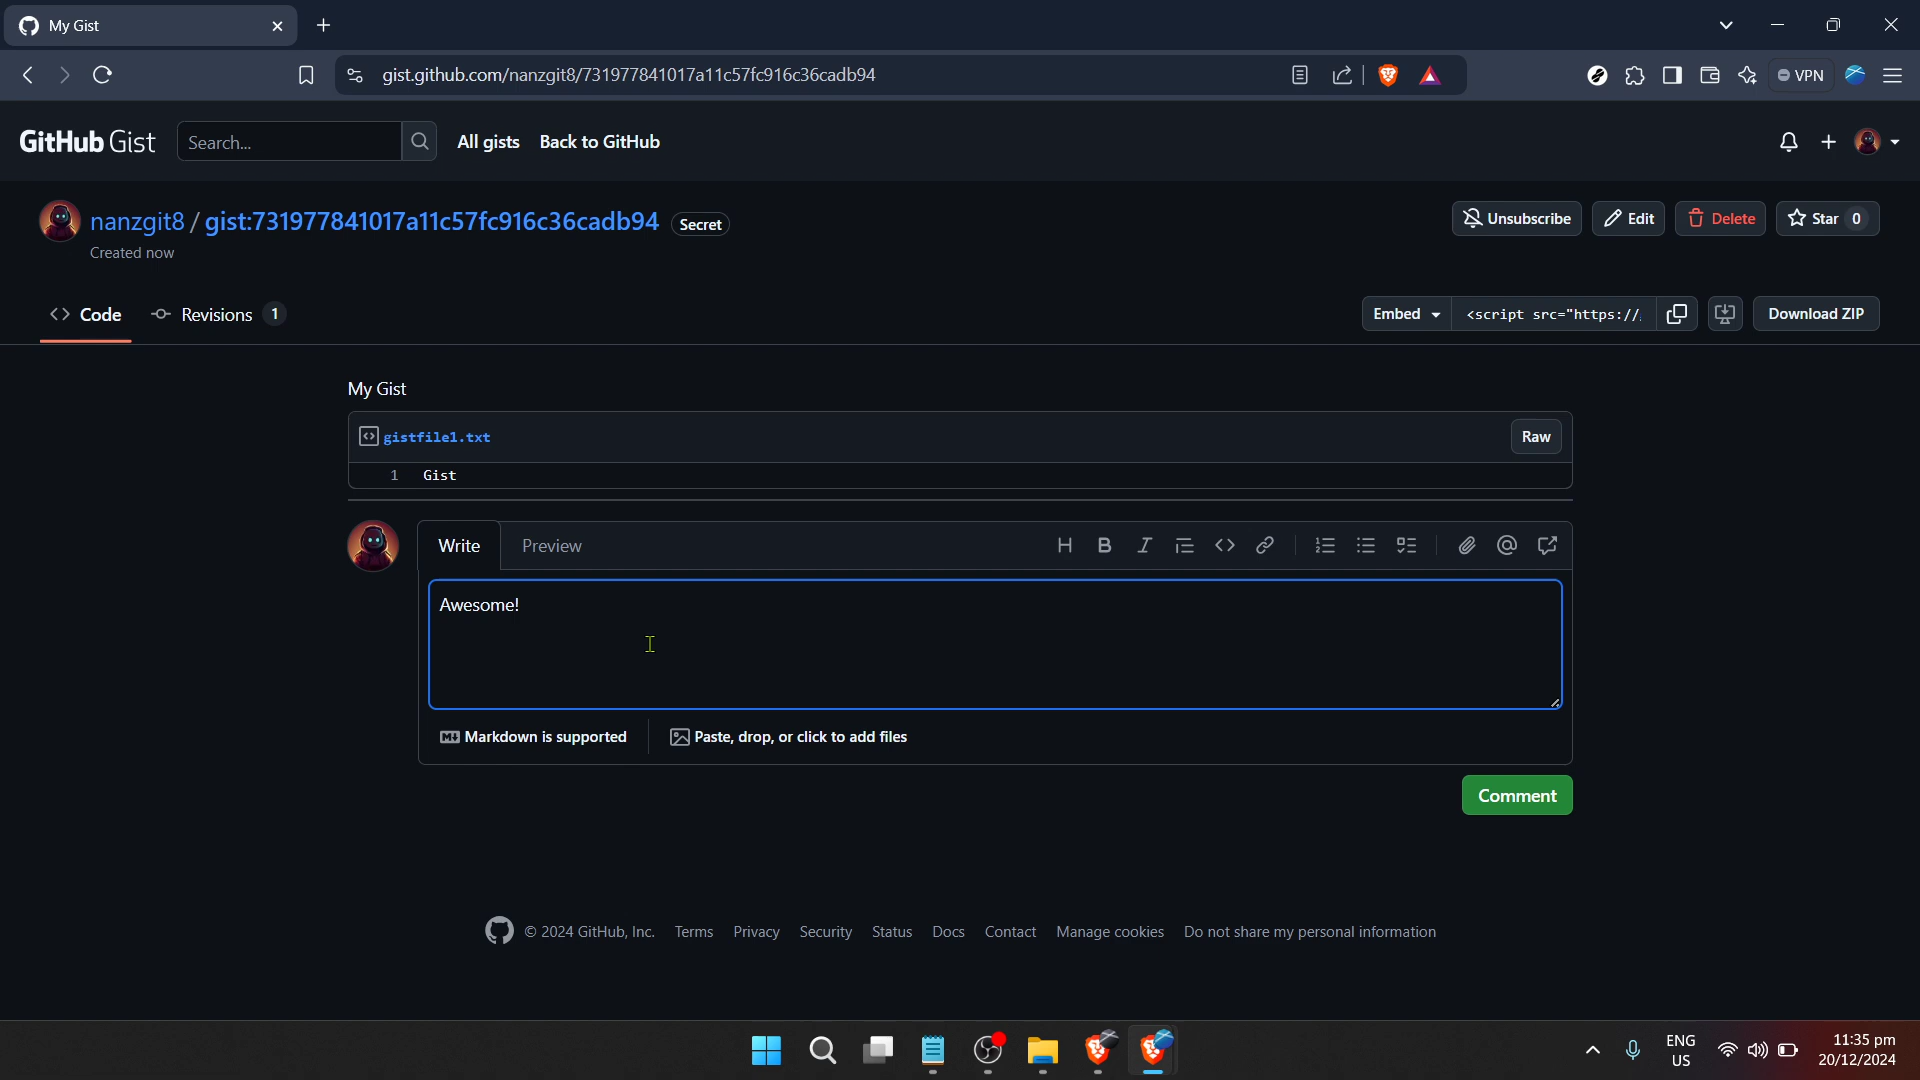 My Gist
gist.github.com/nanzgit8/731977841017a11c57fc916c36cadb94
VPN
GitHub Gist
Search...
All gists
Back to GitHub
nanzgit8 / gist:731977841017a11c57fc916c36cadb94
Secret
Created now
Unsubscribe
Edit
Delete
Star 0
Code
Revisions 1
Embed
<script src="https://
Download ZIP
My Gist
gistfile1.txt
Raw
1 Gist
Write
Preview
Awesome!
Markdown is supported
Paste, drop, or click to add files
Comment
© 2024 GitHub, Inc.
Terms
Privacy
Security
Status
Docs
Contact
Manage cookies
Do not share my personal information
ENG
US
11:35 pm
20/12/2024